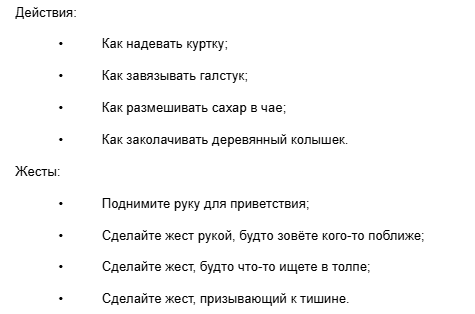 Действия:
• Как надевать куртку;
• Как завязывать галстук;
• Как размешивать сахар в чае;
• Как заколачивать деревянный колышек.
Жесты:
• Поднимите руку для приветствия;
• Сделайте жест рукой, будто зовёте кого-то поближе;
• Сделайте жест, будто что-то ищете в толпе;
• Сделайте жест, призывающий к тишине.